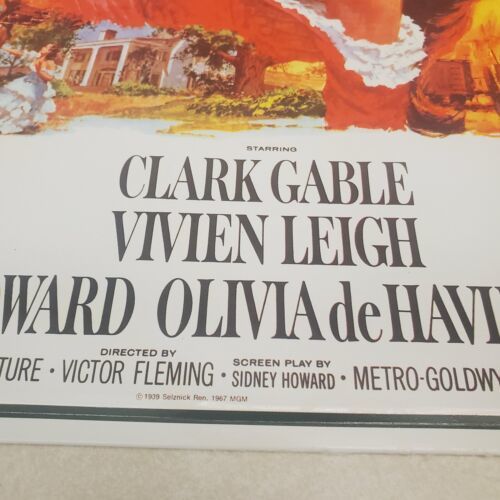 STARRING
CLARK GABLE
VIVIEN LEIGH
WARD OLIVIA de HAVI
DIRECTED BY SCREEN PLAY BY
TURE · VICTOR FLEMING · SIDNEY HOWARD · METRO-GOLDWY
© 1939 Selznick Ren. 1967 MGM